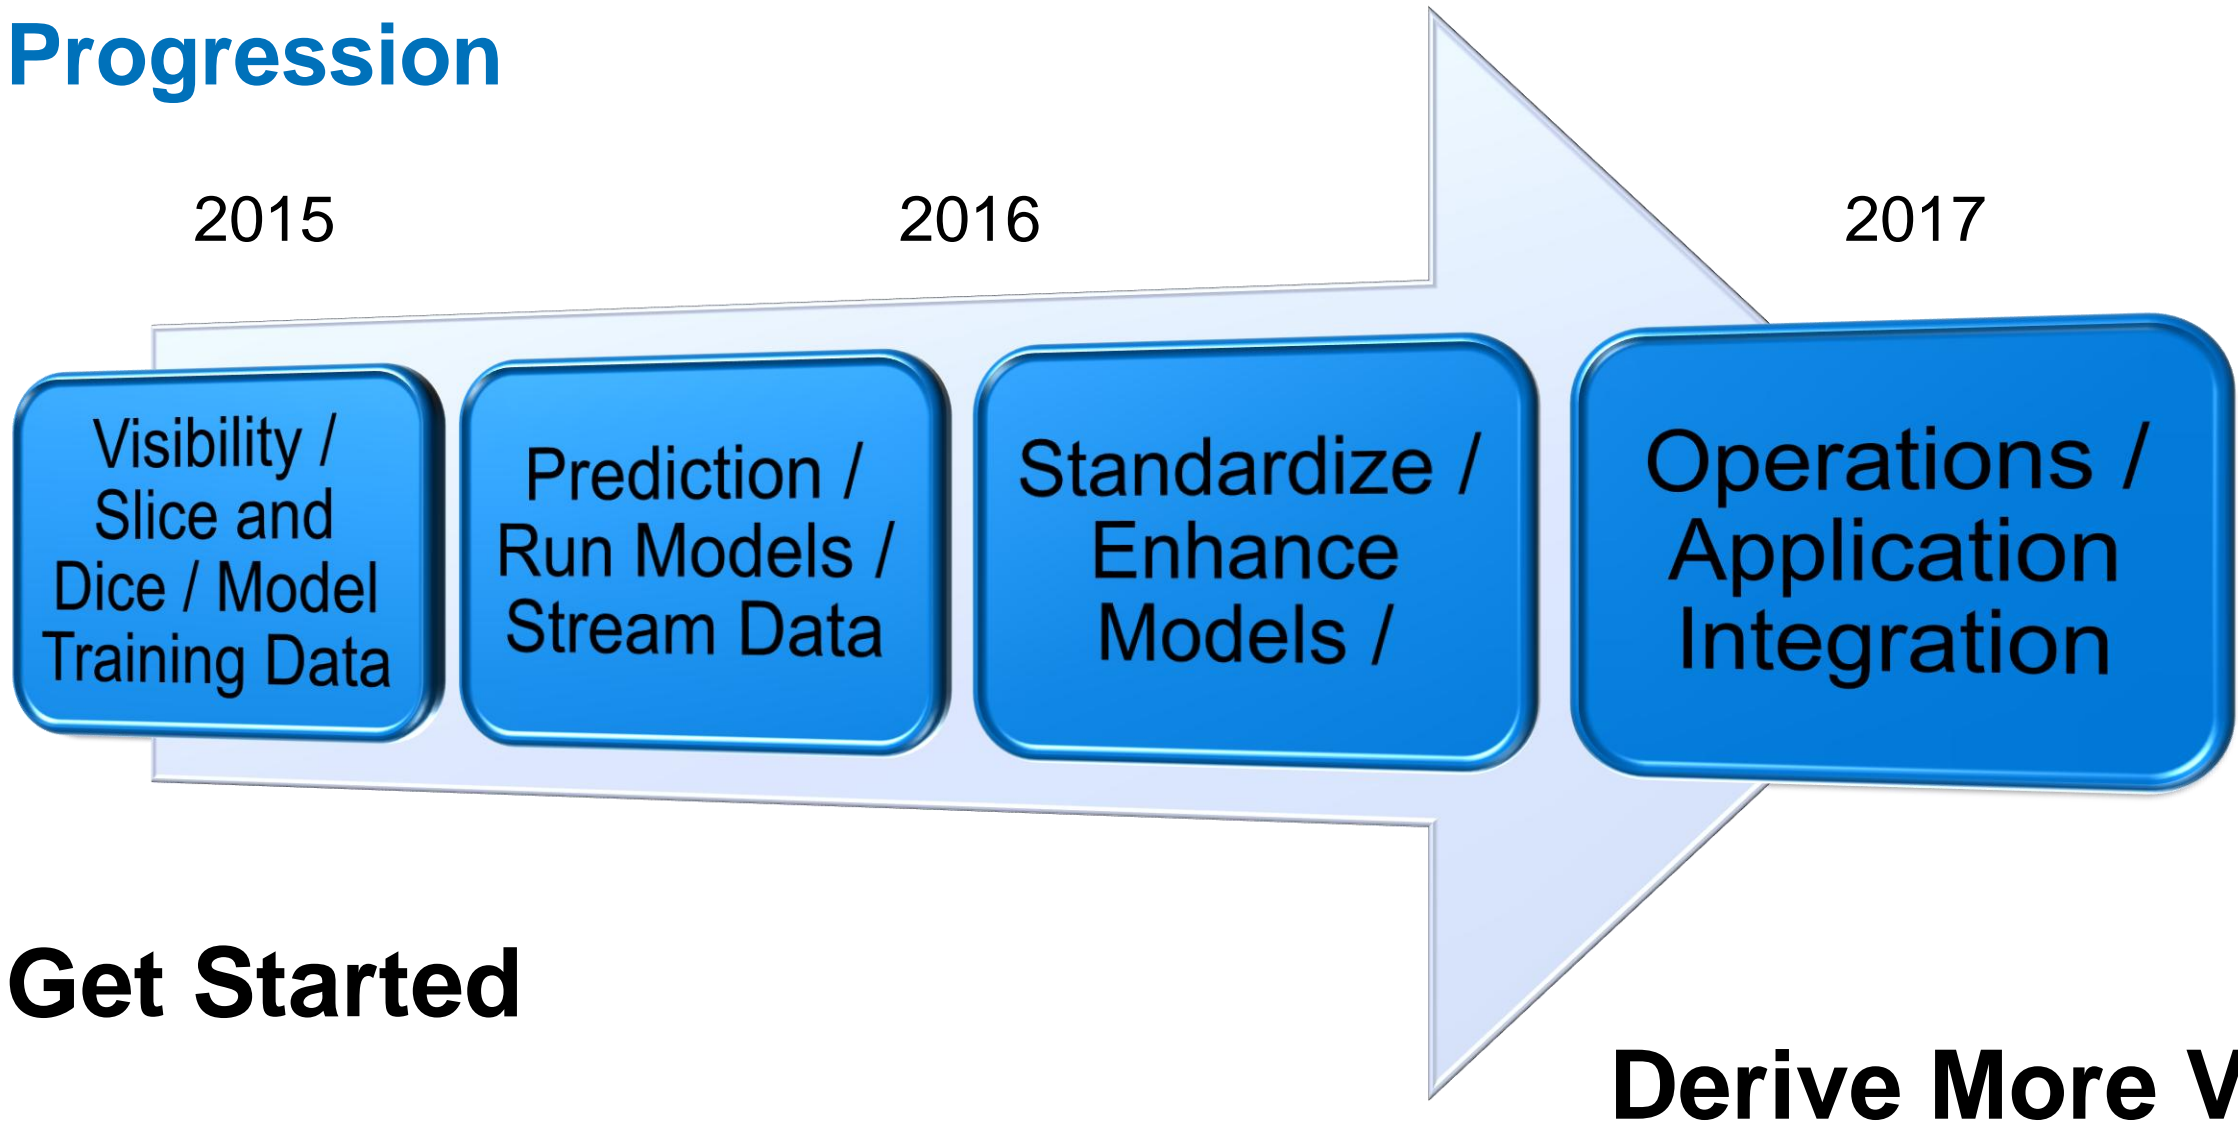 Progression
2015
2016
2017
Visibility /
Slice and
Dice / Model
Training Data
Prediction /
Run Models /
Stream Data
Standardize /
Enhance
Models /
Operations /
Application
Integration
Get Started
Derive More